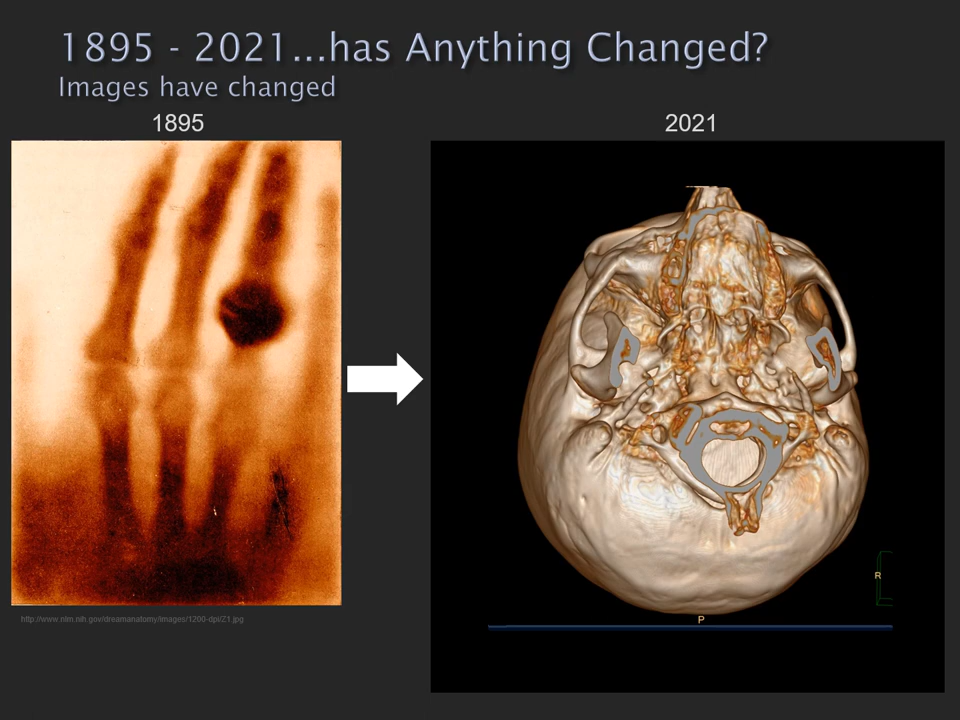 1895 - 2021...has Anything Changed?
Images have changed
1895
2021
http://www.nlm.nih.gov/dreamanatomy/images/1200-dpi/Z1.jpg
R
P